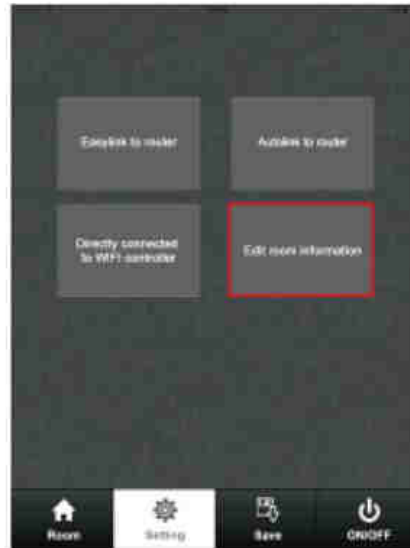 Easylink to router
Autolink to router
Directly connected
to WIFI controller
Edit room information
Room
Setting
Save
ON/OFF